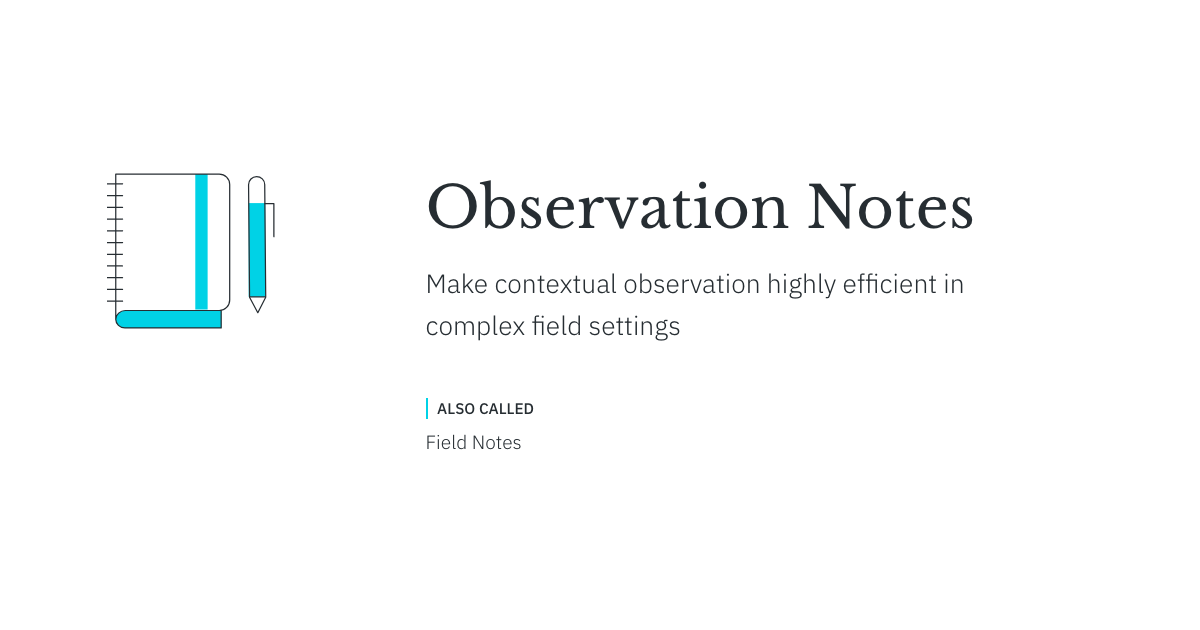 Observation Notes
Make contextual observation highly efficient in
complex field settings
ALSO CALLED
Field Notes